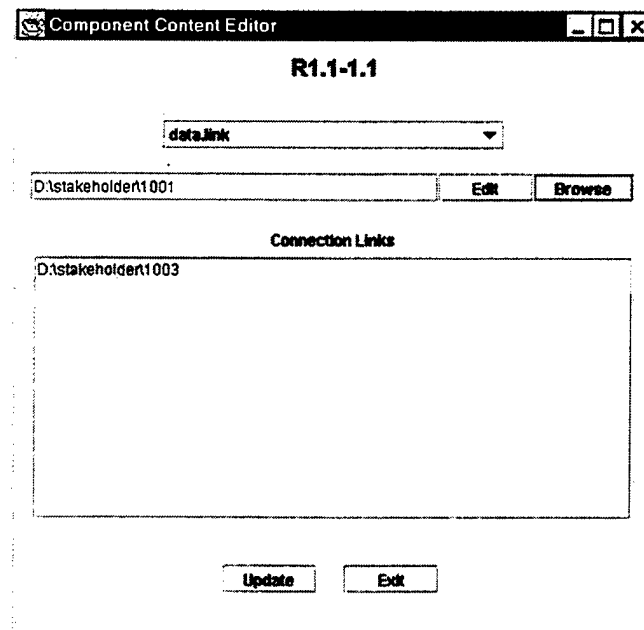 Component Content Editor
R1.1-1.1
data.link
D:\stakeholder\1001 Edit Browse
Connection Links
D:\stakeholder\1003
Update Exit